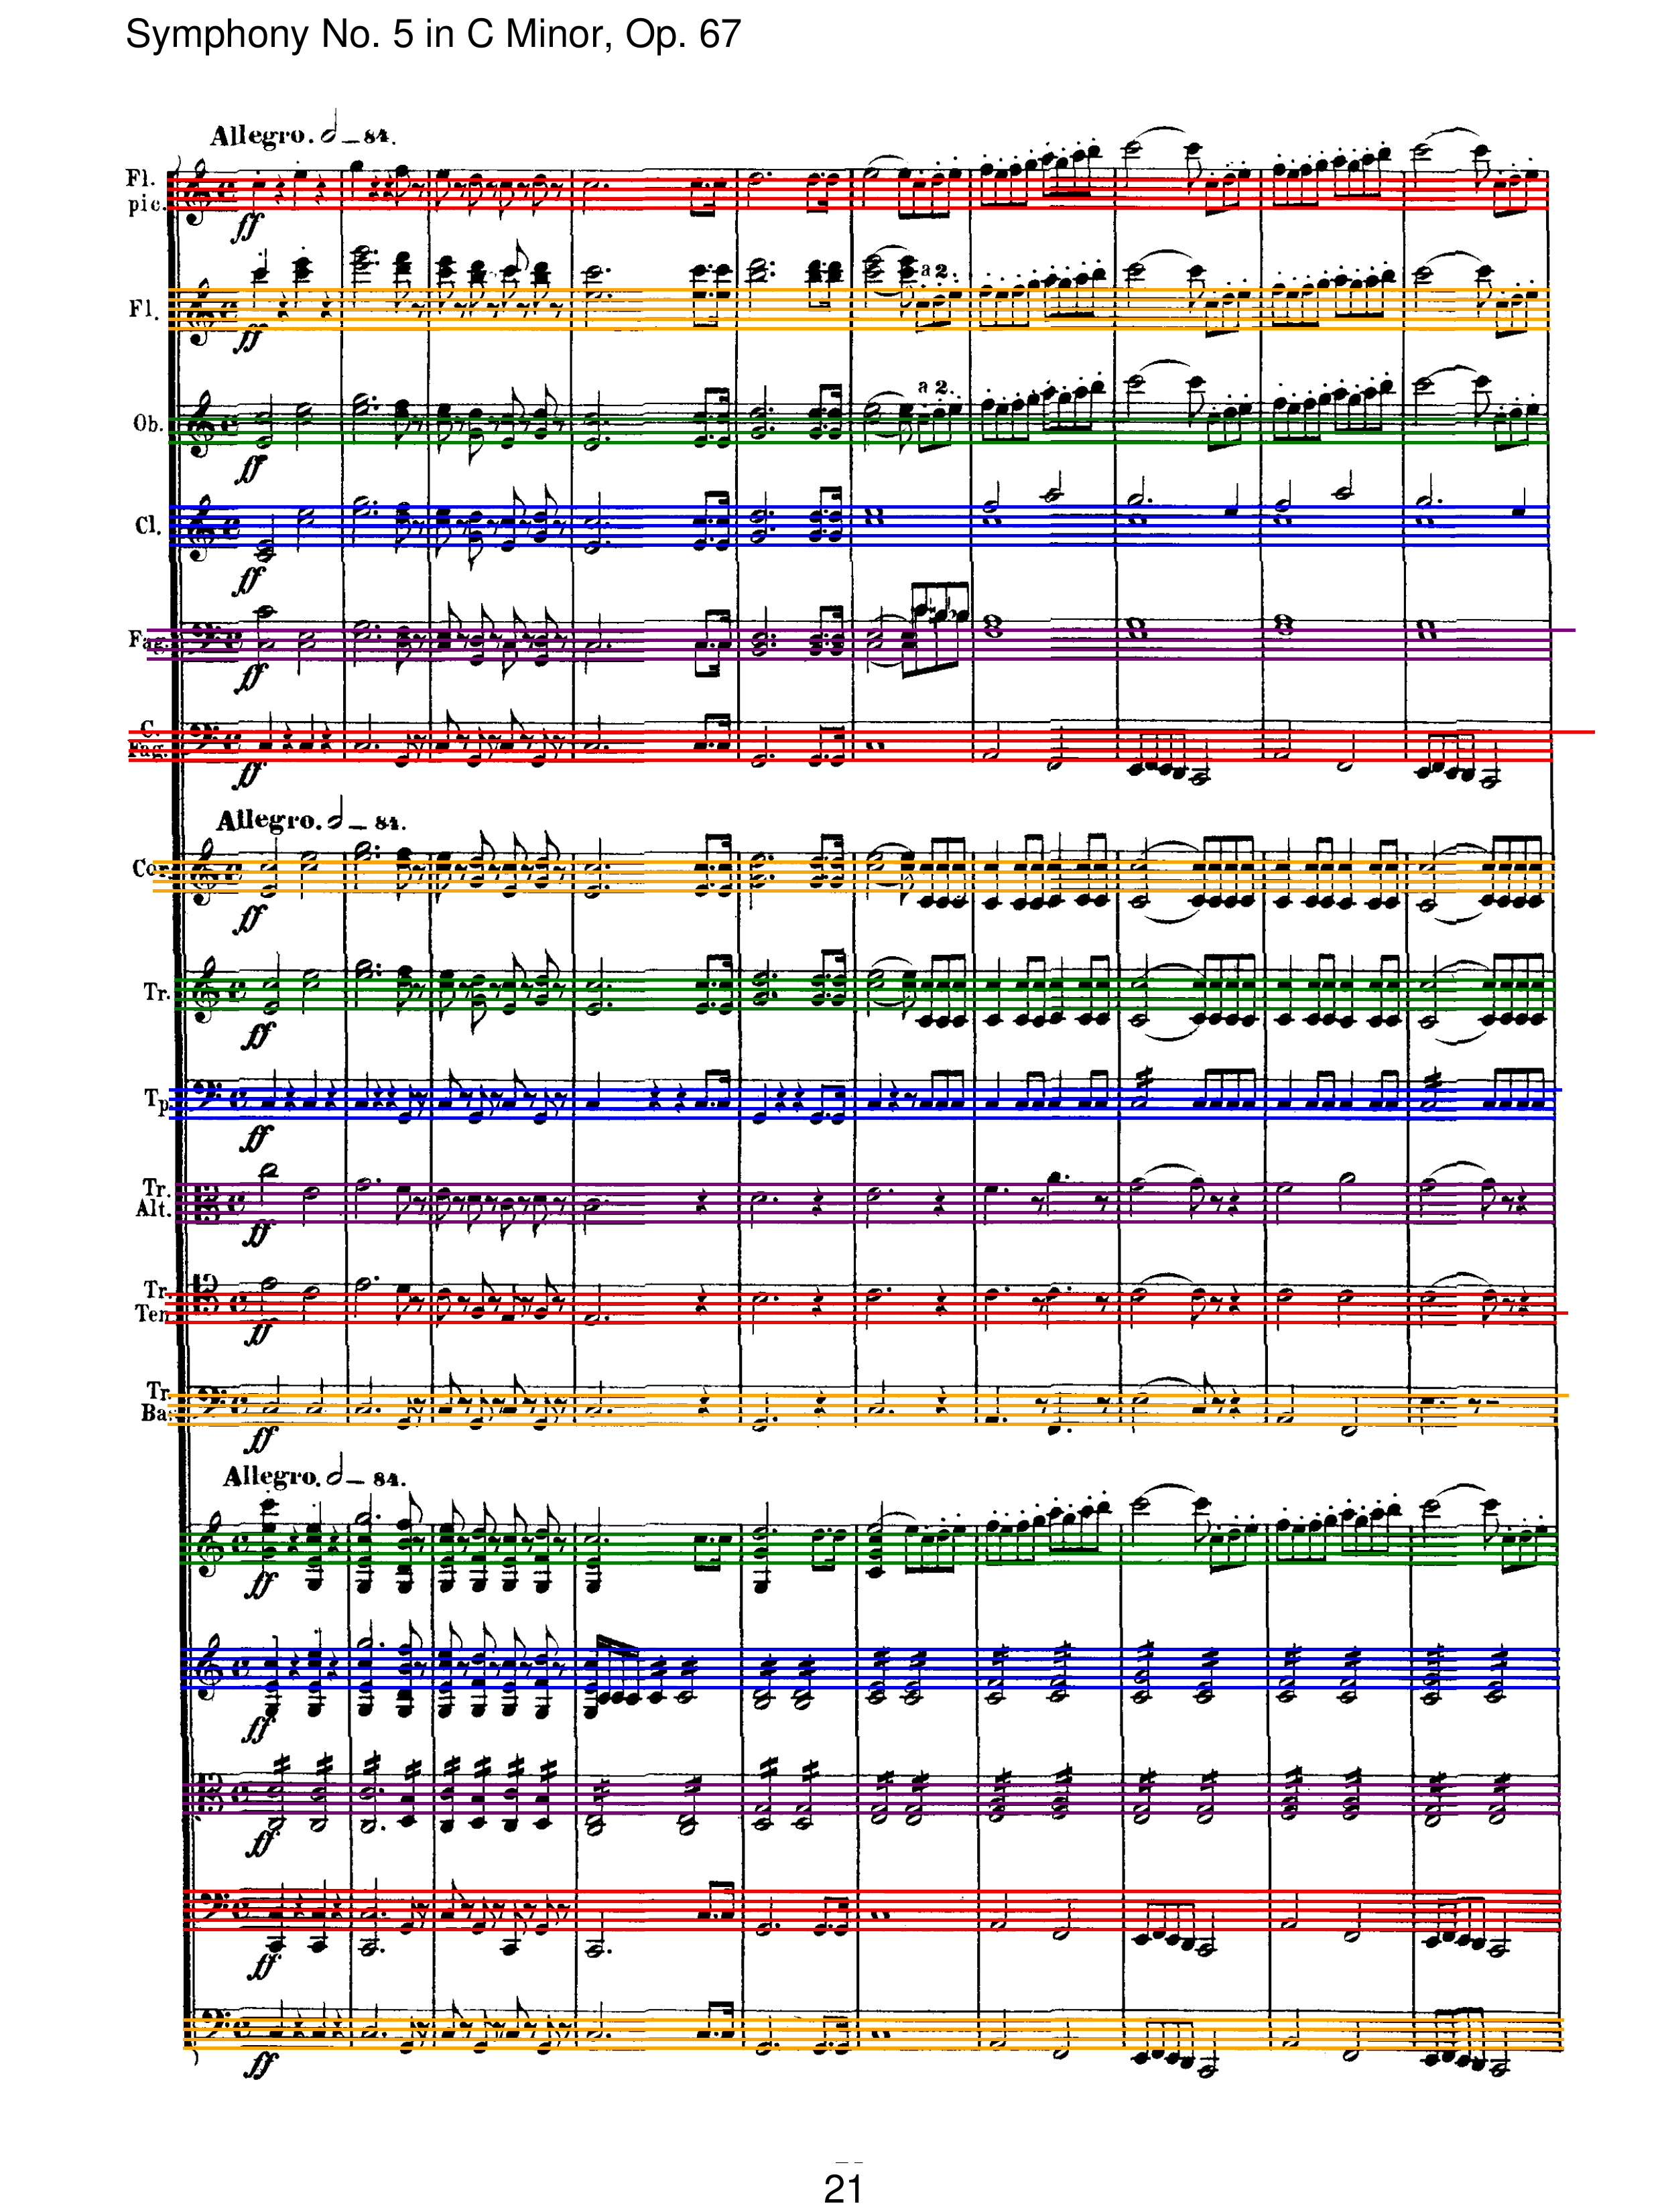 Symphony No. 5 in C Minor, Op. 67
Allegro. 𝅗𝅥 – 84.
Fl.
pic.
ff
Fl.
a 2.
ff
Ob.
a 2.
ff
Cl.
ff
Fag.
ff
C.
Fag.
ff
Allegro. 𝅗𝅥 – 84.
Cor.
ff
Tr.
ff
Tp
ff
Tr.
Alt.
ff
Tr.
Ten
ff
Tr.
Ba.
ff
Allegro. 𝅗𝅥 – 84.
ff
ff
ff
ff
ff
21